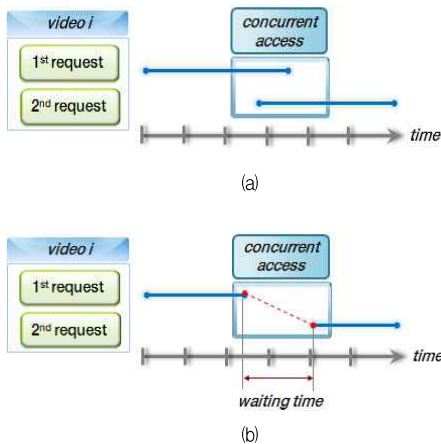 video i
concurrent
access
1st request
2nd request
time
(a)
video i
concurrent
access
1st request
2nd request
time
waiting time
(b)